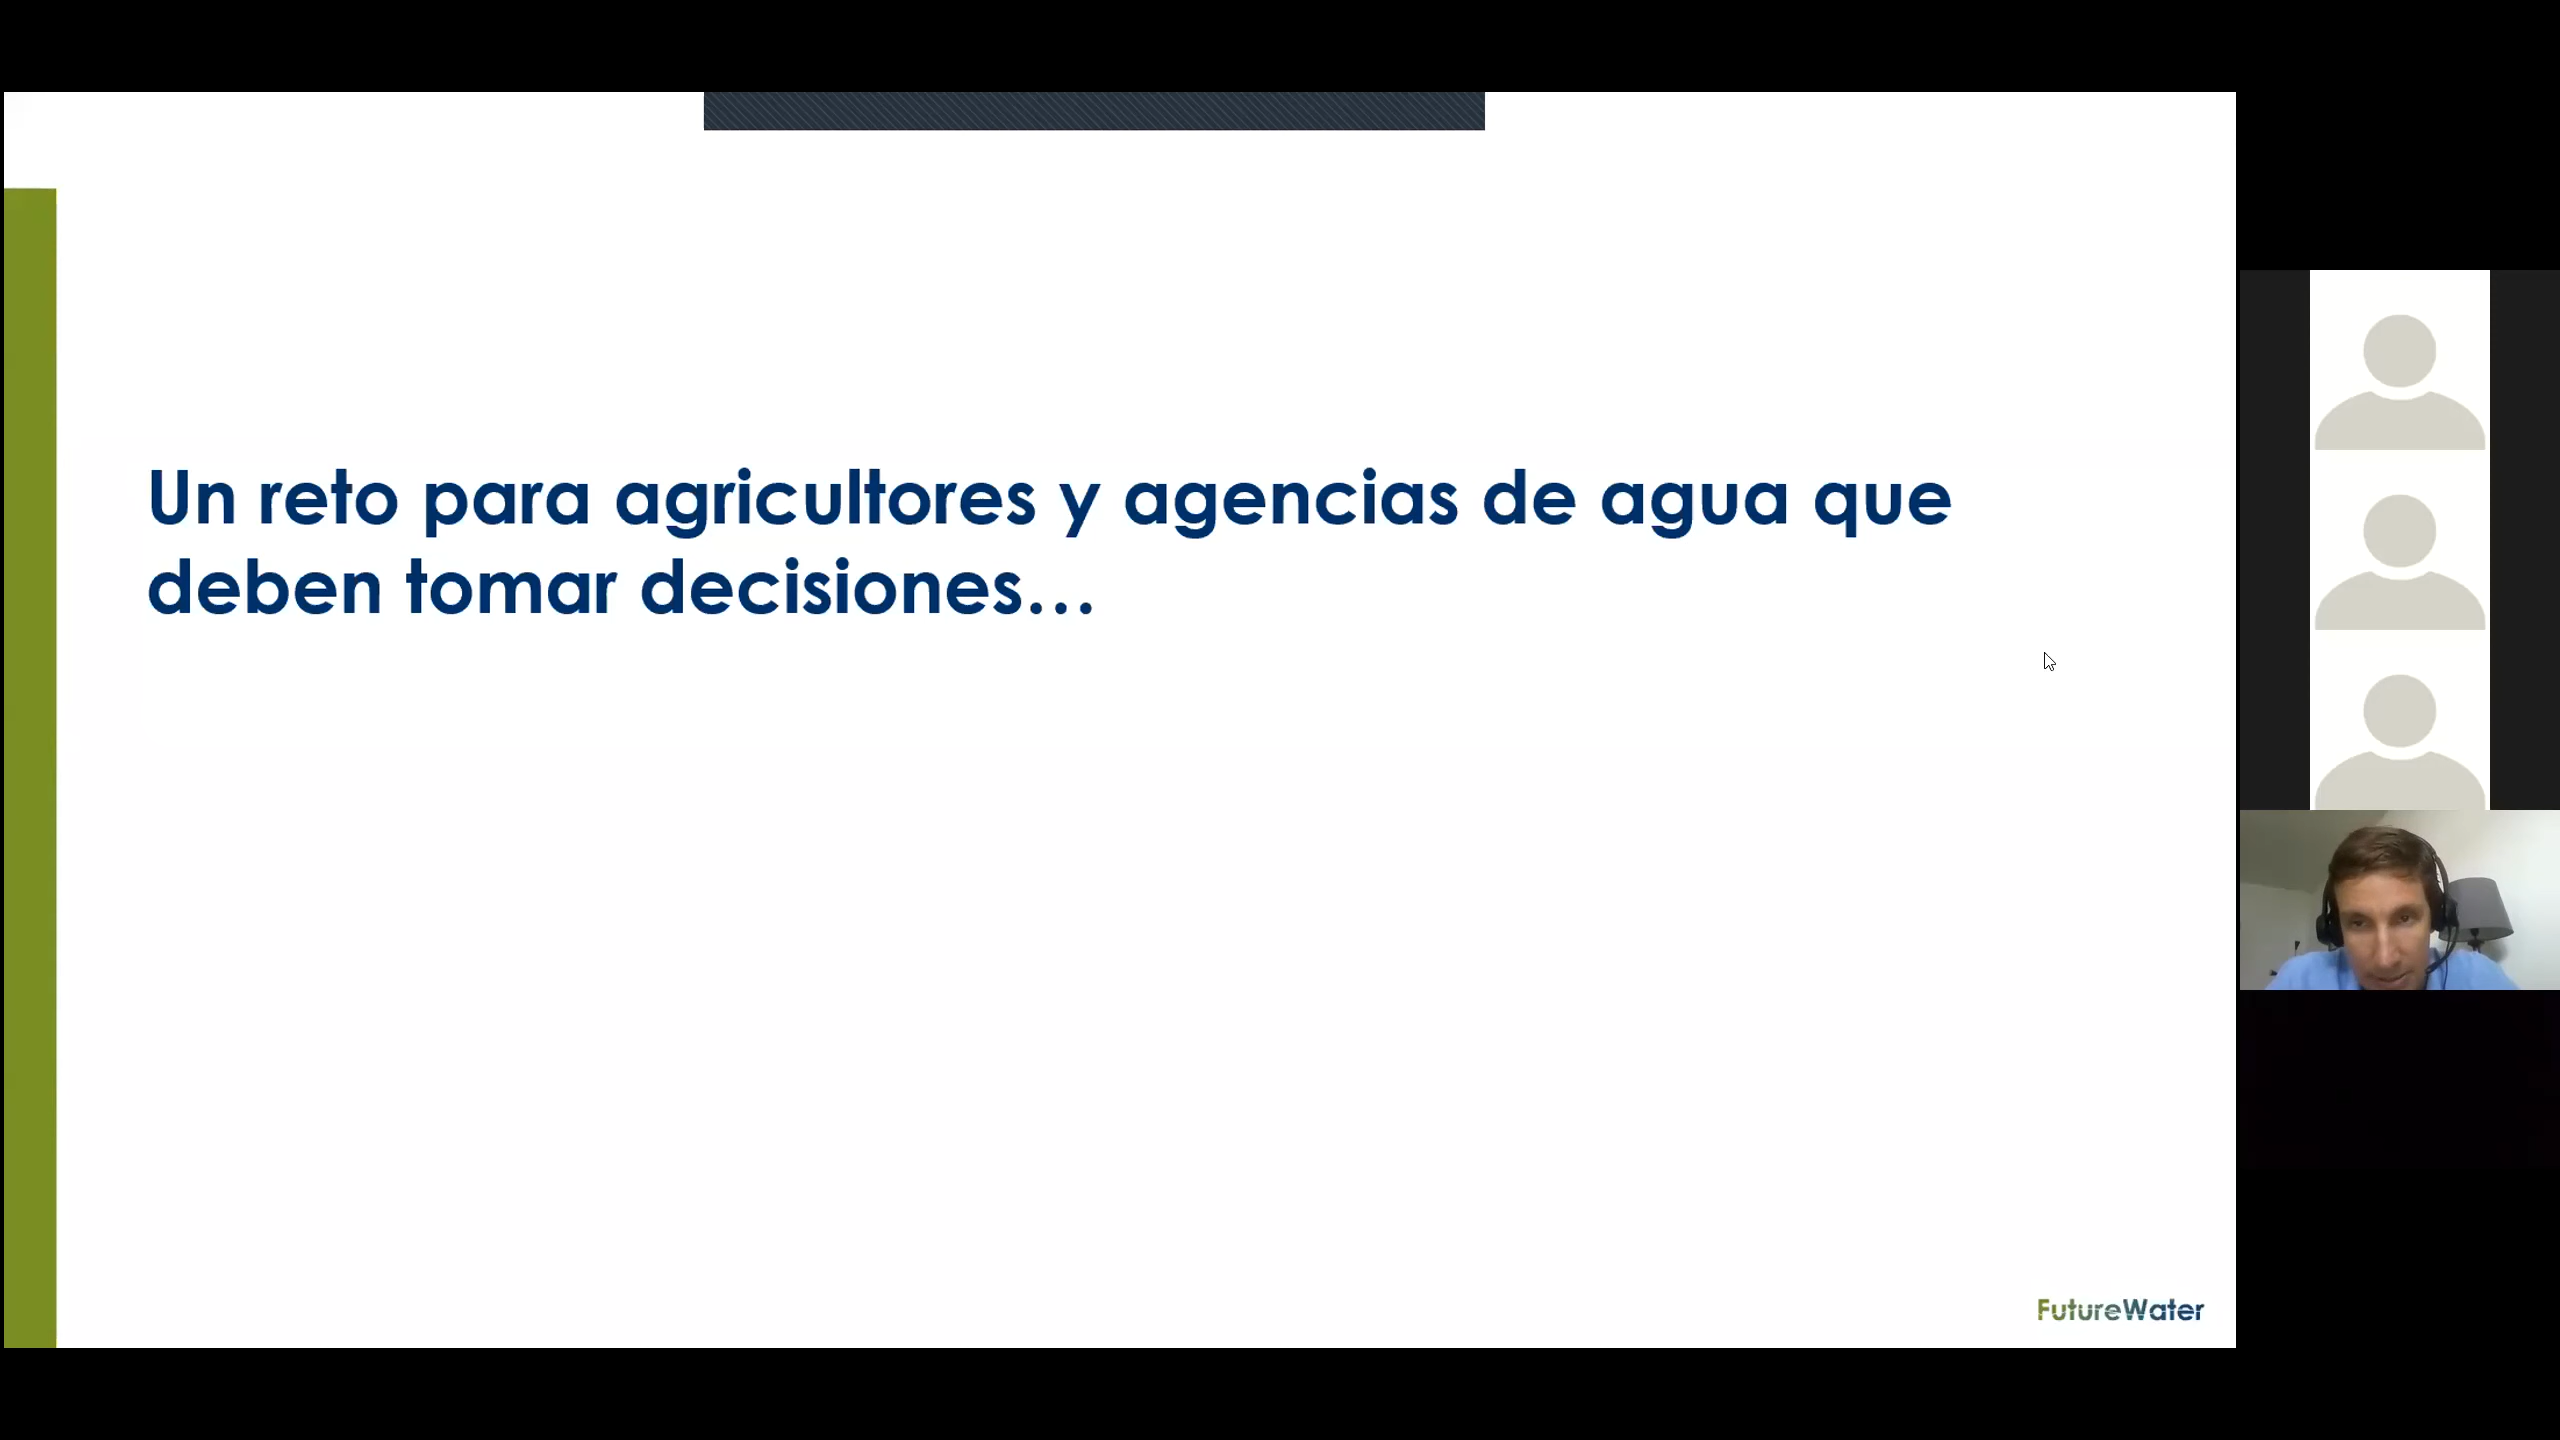 Un reto para agricultores y agencias de agua que
deben tomar decisiones…
FutureWater